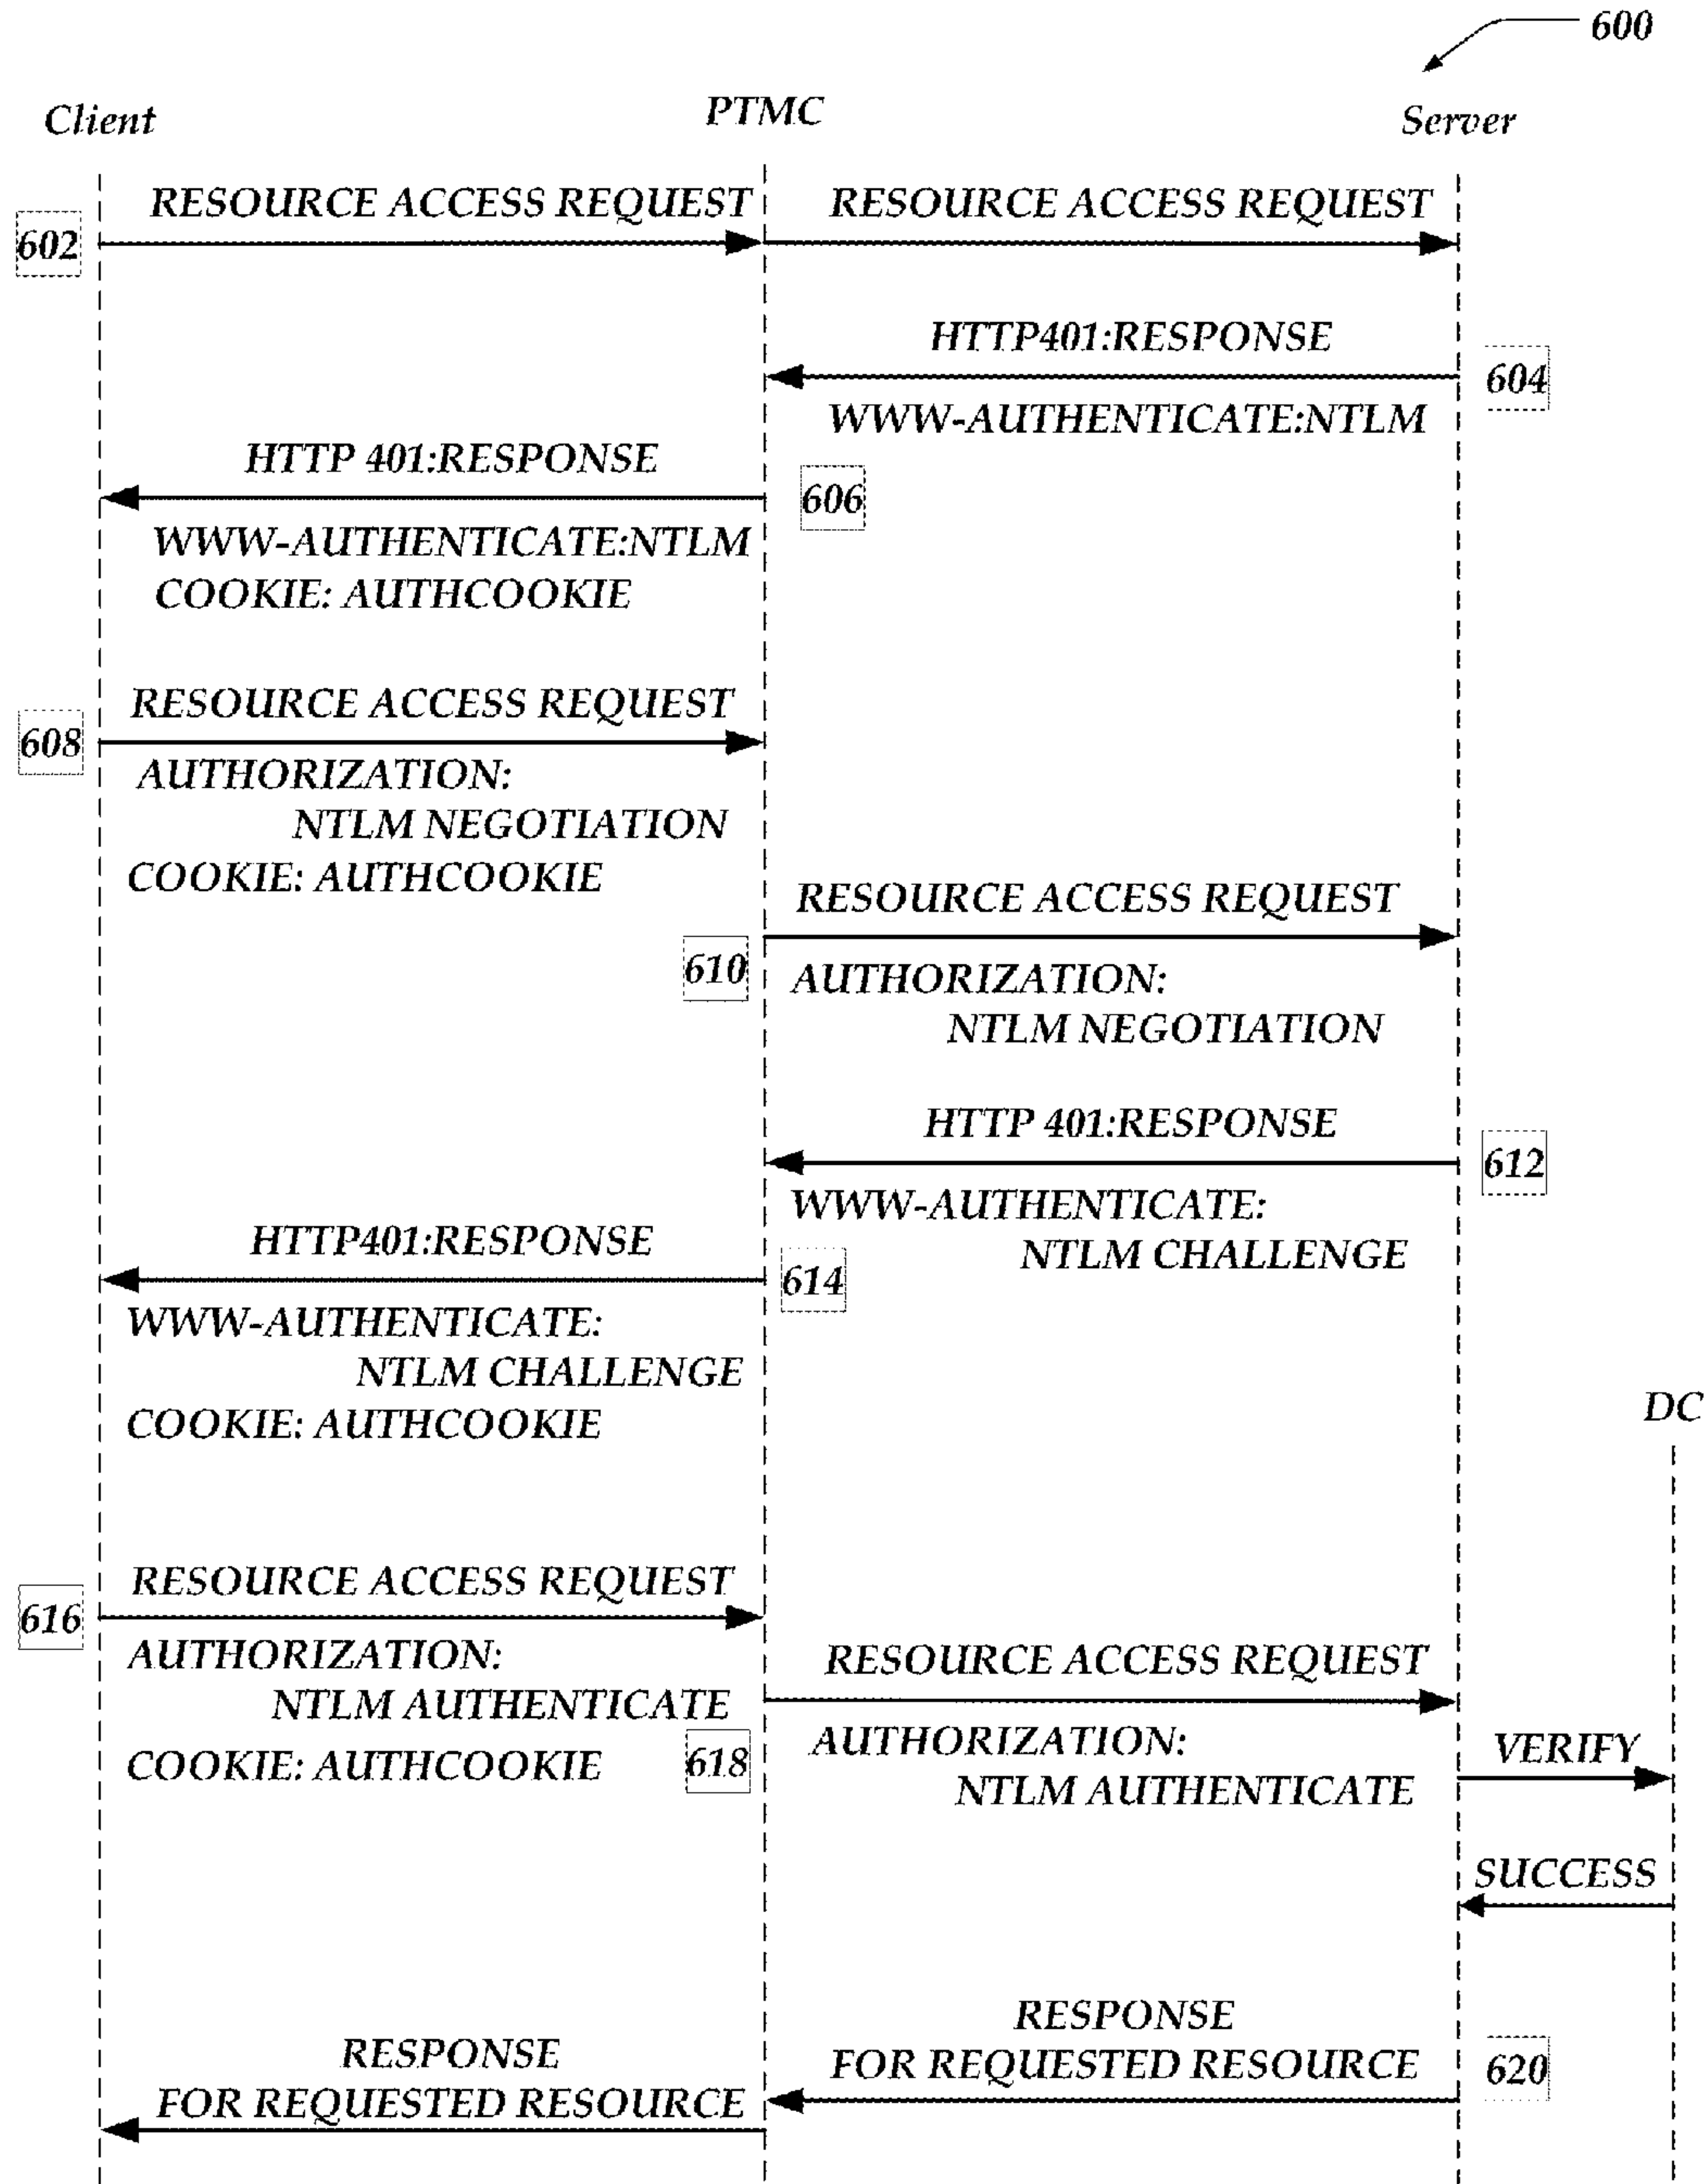 600
Client
PTMC
Server
RESOURCE ACCESS REQUEST
RESOURCE ACCESS REQUEST
602
HTTP401:RESPONSE
604
WWW-AUTHENTICATE:NTLM
HTTP 401:RESPONSE
606
WWW-AUTHENTICATE:NTLM
COOKIE: AUTHCOOKIE
RESOURCE ACCESS REQUEST
608
AUTHORIZATION:
NTLM NEGOTIATION
COOKIE: AUTHCOOKIE
RESOURCE ACCESS REQUEST
610
AUTHORIZATION:
NTLM NEGOTIATION
HTTP 401:RESPONSE
612
WWW-AUTHENTICATE:
NTLM CHALLENGE
HTTP401:RESPONSE
614
WWW-AUTHENTICATE:
NTLM CHALLENGE
COOKIE: AUTHCOOKIE
DC
RESOURCE ACCESS REQUEST
616
AUTHORIZATION:
NTLM AUTHENTICATE
COOKIE: AUTHCOOKIE
RESOURCE ACCESS REQUEST
618
AUTHORIZATION:
NTLM AUTHENTICATE
VERIFY
SUCCESS
RESPONSE
FOR REQUESTED RESOURCE
620
RESPONSE
FOR REQUESTED RESOURCE